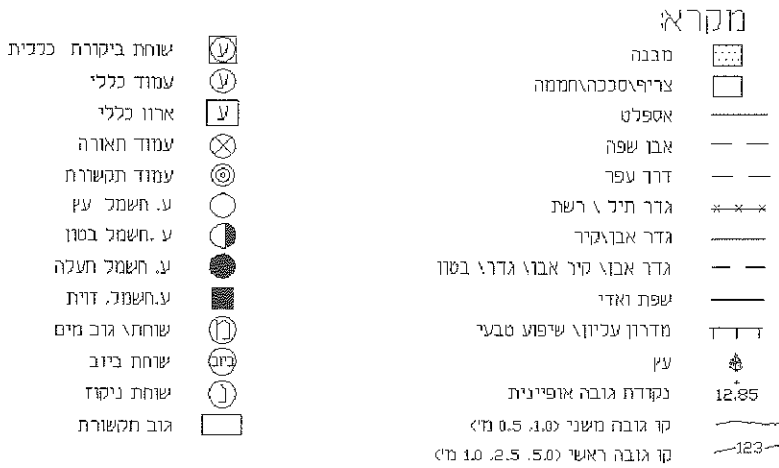 מקרא:
מבנה
צריף\סככה\חממה
אספלט
אבן שפה
דרך עפר
גדר תיל \ רשת
גדר אבן\קיר
גדר אבן\ קיר אבן\ גדר\ בטון
שפת ואדי
מדרון עליון\ שיפוע טבעי
עץ
נקודת גובה אופיינית 12.85
קו גובה משני (1.0, 0.5 מ')
קו גובה ראשי (5.0, 2.5, 1.0 מ') 123
שוחת ביקורת כללית ע
עמוד כללי ע
ארון כללי ע
עמוד תאורה
עמוד תקשורת
ע. חשמל עץ
ע .חשמל בטון
ע. חשמל תעלה
ע.חשמל, זוית
שוחת\ גוב מים
שוחת ביוב ביוב
שוחת ניקוז נ
גוב תקשורת